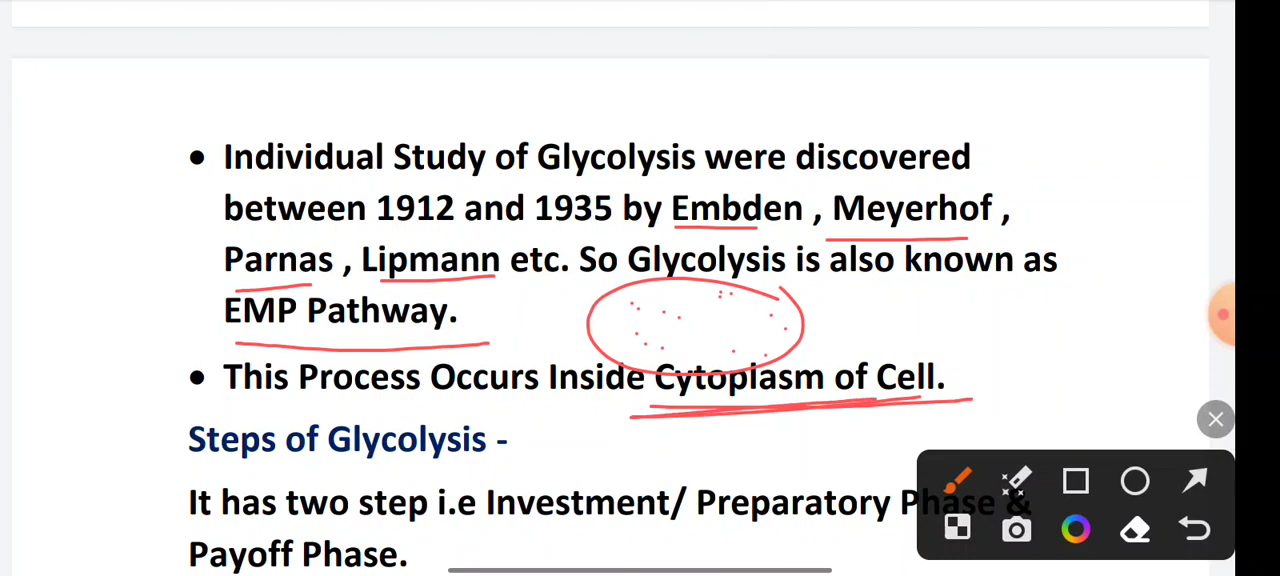 • Individual Study of Glycolysis were discovered
between 1912 and 1935 by Embden , Meyerhof ,
Parnas , Lipmann etc. So Glycolysis is also known as
EMP Pathway.
• This Process Occurs Inside Cytoplasm of Cell.
Steps of Glycolysis -
It has two step i.e Investment/ Preparatory Phase &
Payoff Phase.